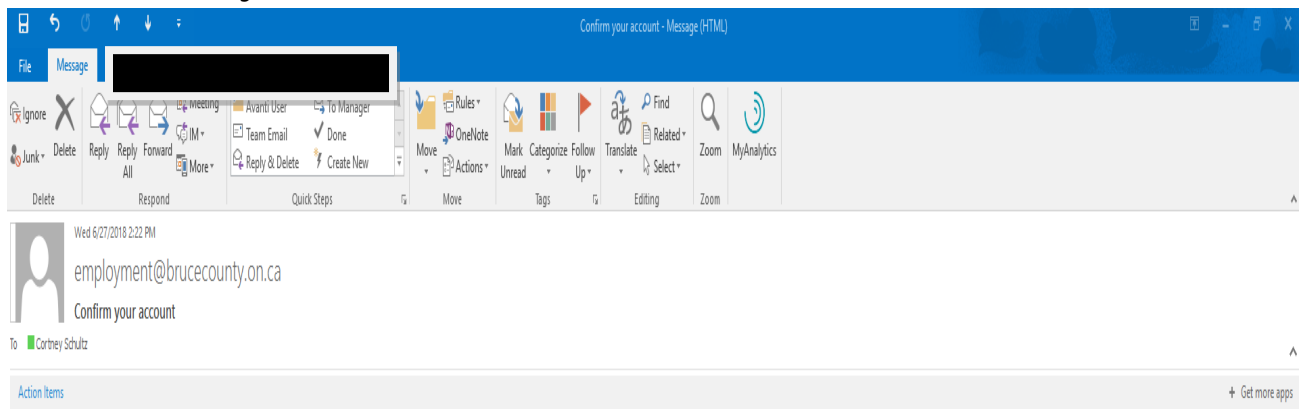 Confirm your account - Message (HTML)
File Message
Ignore Meeting Avanti User To Manager Rules Find
Junk Delete Reply Reply All Forward IM Team Email Done Move OneNote Mark Unread Categorize Follow Up Translate Related Zoom MyAnalytics
More Reply & Delete Create New Actions Select
Delete Respond Quick Steps Move Tags Editing Zoom
Wed 6/27/2018 2:22 PM
employment@brucecounty.on.ca
Confirm your account
To Cortney Schultz
Action Items + Get more apps